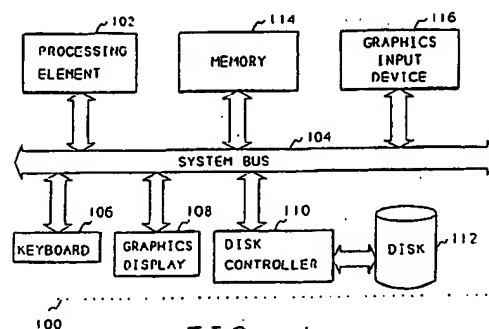 102
114
116
PROCESSING
ELEMENT
MEMORY
GRAPHICS
INPUT
DEVICE
104
SYSTEM BUS
106
108
110
KEYBOARD
GRAPHICS
DISPLAY
DISK
CONTROLLER
DISK
112
100